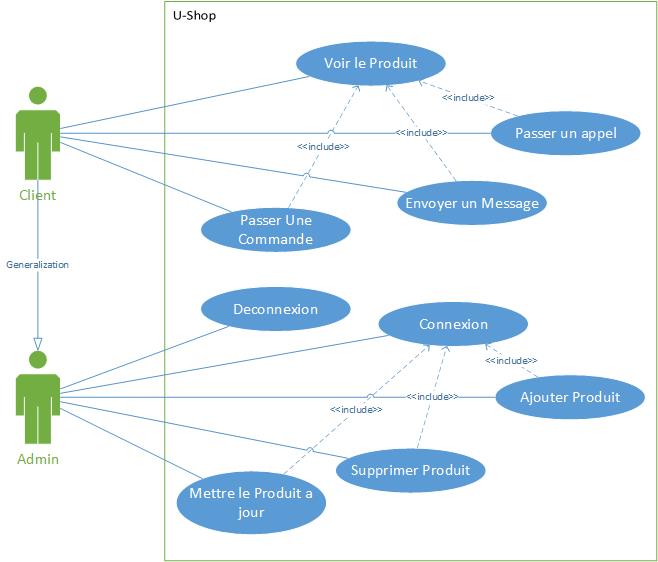 U-Shop
Voir le Produit
<<include>>
Passer un appel
<<include>>
<<include>>
Client
Envoyer un Message
Passer Une
Commande
Generalization
Deconnexion
Connexion
<<include>>
Ajouter Produit
<<include>>
<<include>>
Admin
Supprimer Produit
Mettre le Produit a
jour